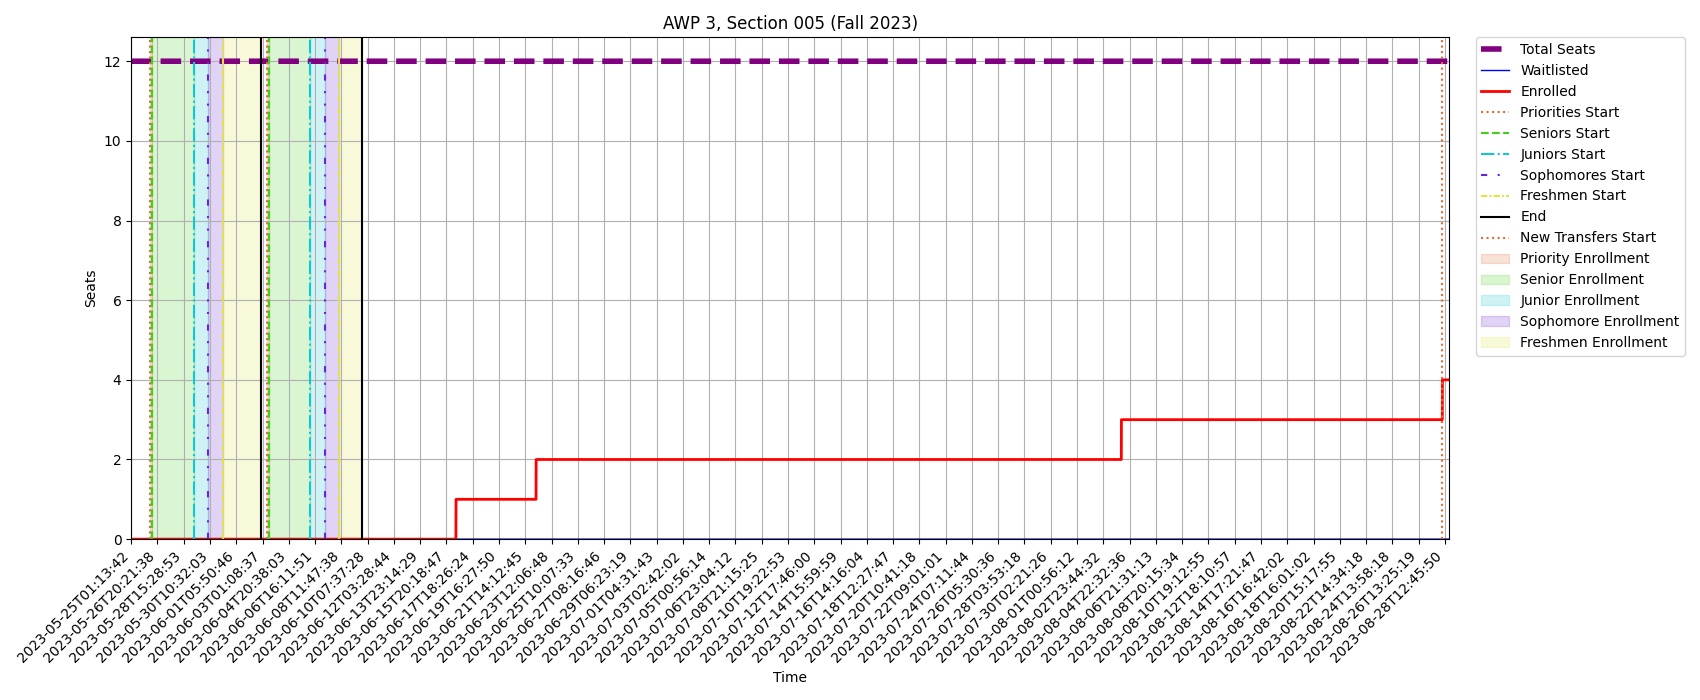 AWP 3, Section 005 (Fall 2023)
Seats
12
10
8
6
4
2
0
2023-05-25T01:13:42
2023-05-26T20:21:38
2023-05-28T15:28:53
2023-05-30T10:32:03
2023-06-01T05:50:46
2023-06-03T01:08:37
2023-06-04T20:38:03
2023-06-06T16:11:51
2023-06-08T11:47:38
2023-06-10T07:37:28
2023-06-12T03:28:44
2023-06-13T23:14:29
2023-06-15T20:18:47
2023-06-17T18:26:24
2023-06-19T16:27:50
2023-06-21T14:12:45
2023-06-23T12:06:48
2023-06-25T10:07:33
2023-06-27T08:16:46
2023-06-29T06:23:19
2023-07-01T04:31:43
2023-07-03T02:42:02
2023-07-05T00:56:14
2023-07-06T23:04:12
2023-07-08T21:15:25
2023-07-10T19:22:53
2023-07-12T17:46:00
2023-07-14T15:59:59
2023-07-16T14:16:04
2023-07-18T12:27:47
2023-07-20T10:41:18
2023-07-22T09:01:01
2023-07-24T07:11:44
2023-07-26T05:30:36
2023-07-28T03:53:18
2023-07-30T02:21:26
2023-08-01T00:56:12
2023-08-02T23:44:32
2023-08-04T22:32:36
2023-08-06T21:31:13
2023-08-08T20:15:34
2023-08-10T19:12:55
2023-08-12T18:10:57
2023-08-14T17:21:47
2023-08-16T16:42:02
2023-08-18T16:01:02
2023-08-20T15:17:55
2023-08-22T14:34:18
2023-08-24T13:58:18
2023-08-26T13:25:19
2023-08-28T12:45:50
Time
Total Seats
Waitlisted
Enrolled
Priorities Start
Seniors Start
Juniors Start
Sophomores Start
Freshmen Start
End
New Transfers Start
Priority Enrollment
Senior Enrollment
Junior Enrollment
Sophomore Enrollment
Freshmen Enrollment